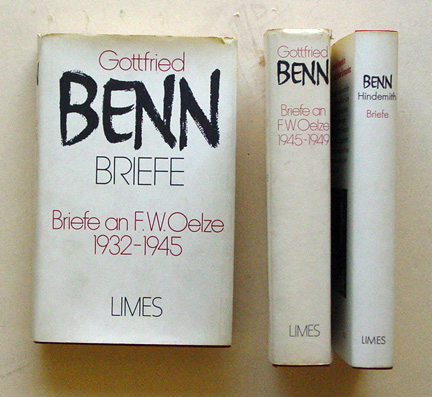 Gottfried
BENN
BRIEFE
Briefe an F.W. Oelze
1932-1945
LIMES
Gottfried
BENN
Briefe an
F.W. Oelze
1945-1949
LIMES
BENN
Hindemith
Briefe
LIMES